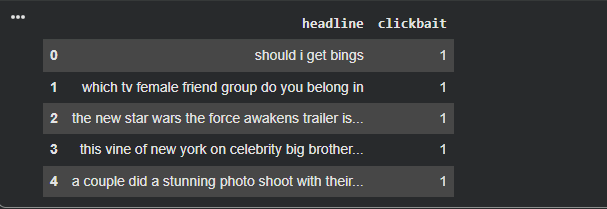 headline clickbait
0 should i get bings 1
1 which tv female friend group do you belong in 1
2 the new star wars the force awakens trailer is... 1
3 this vine of new york on celebrity big brother... 1
4 a couple did a stunning photo shoot with their... 1